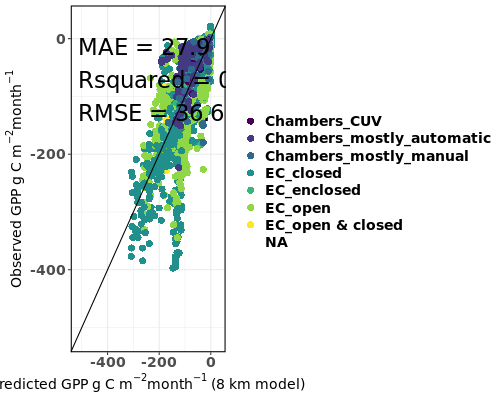 MAE = 27.9
Rsquared = 0
RMSE = 36.6
Observed GPP g C m⁻²month⁻¹
0
-200
-400
-400 -200 0
redicted GPP g C m⁻²month⁻¹ (8 km model)
Chambers_CUV
Chambers_mostly_automatic
Chambers_mostly_manual
EC_closed
EC_enclosed
EC_open
EC_open & closed
NA